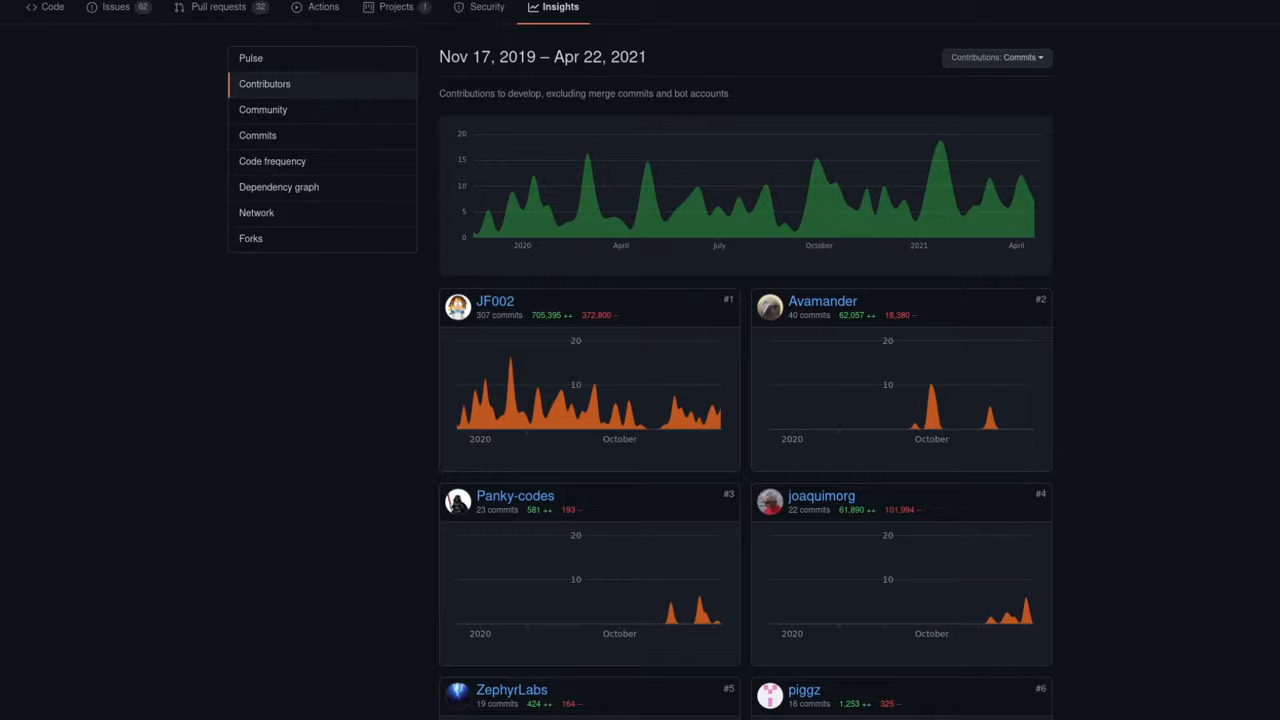 Code Issues 62 Pull requests 32 Actions Projects 1 Security Insights
Pulse
Contributors
Community
Commits
Code frequency
Dependency graph
Network
Forks
Nov 17, 2019 – Apr 22, 2021
Contributions: Commits
Contributions to develop, excluding merge commits and bot accounts
20
15
10
5
0
2020 April July October 2021 April
JF002 #1
307 commits 705,395 ++ 372,800 --
20
10
2020 October
Avamander #2
40 commits 62,057 ++ 18,380 --
20
10
2020 October
Panky-codes #3
23 commits 581 ++ 193 --
20
10
2020 October
joaquimorg #4
22 commits 61,890 ++ 101,994 --
20
10
2020 October
ZephyrLabs #5
19 commits 424 ++ 164 --
piggz #6
16 commits 1,253 ++ 325 --